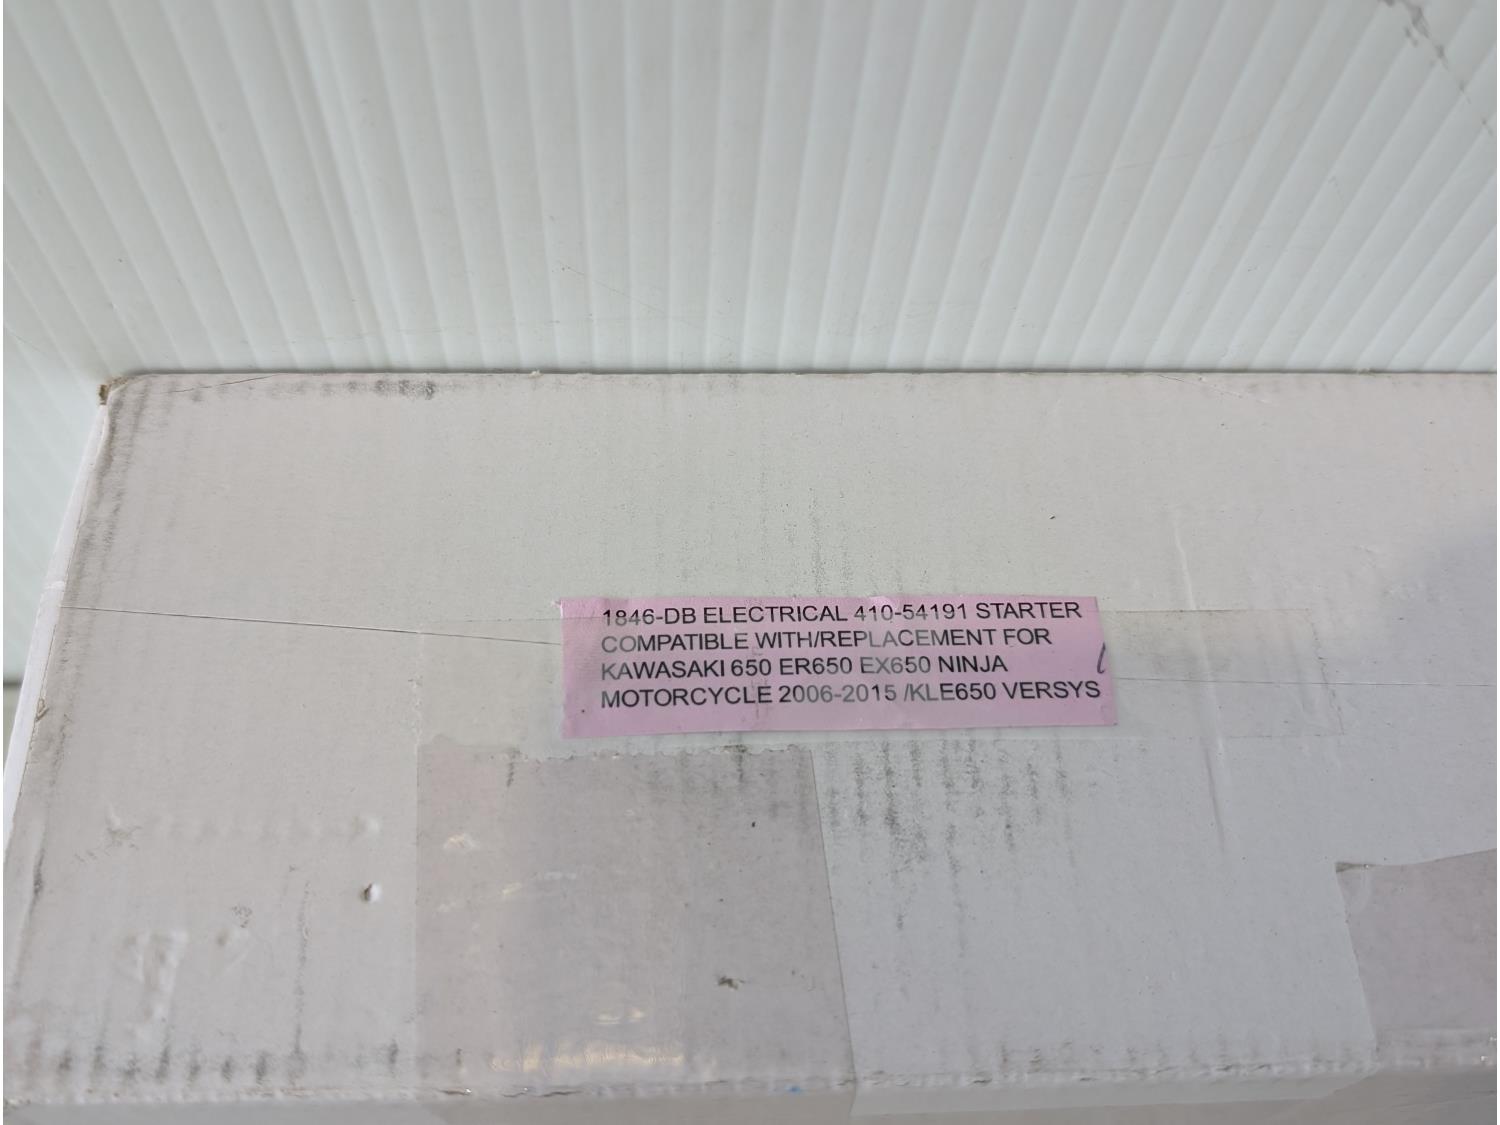 1846-DB ELECTRICAL 410-54191 STARTER
COMPATIBLE WITH/REPLACEMENT FOR
KAWASAKI 650 ER650 EX650 NINJA
MOTORCYCLE 2006-2015 /KLE650 VERSYS